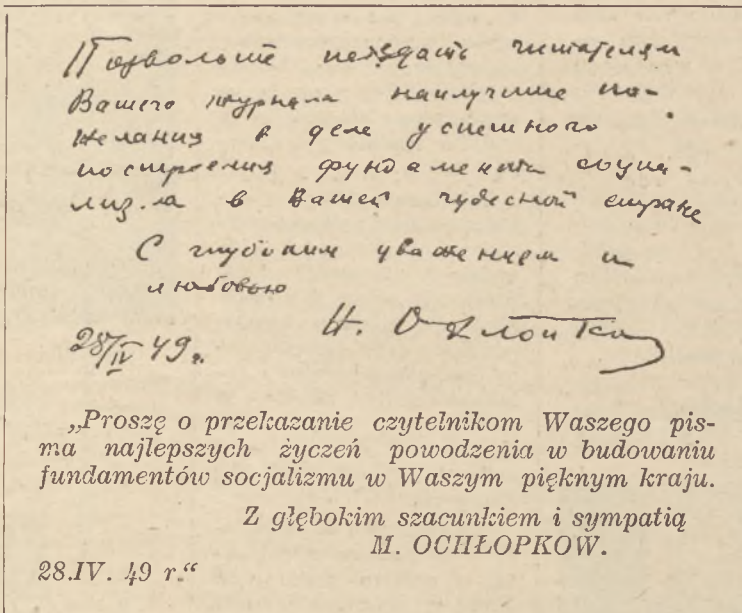 Позвольте передать читателям
Вашего журнала наилучшие по-
желания в деле успешного
построения фундамента социа-
лизма в Вашей чудесной стране
С глубоким уважением и
любовью
Н. Охлопков
28/IV 49 г.
„Proszę o przekazanie czytelnikom Waszego pis-
ma najlepszych życzeń powodzenia w budowaniu
fundamentów socjalizmu w Waszym pięknym kraju.
Z głębokim szacunkiem i sympatią
M. OCHŁOPKOW.
28.IV. 49 r.“